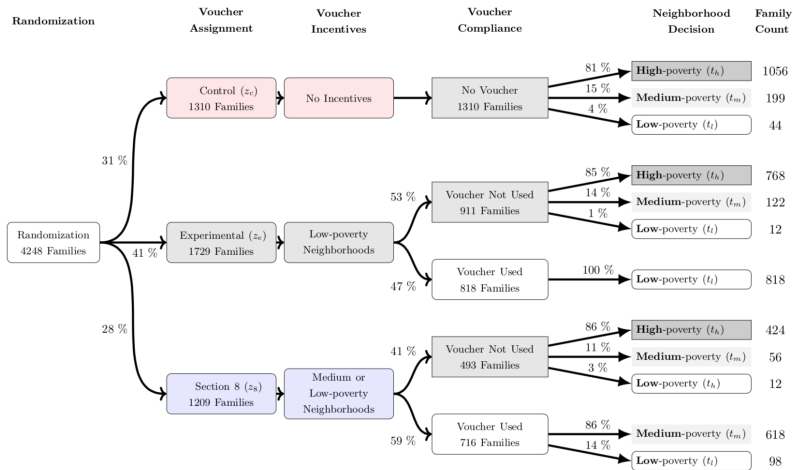 Randomization
Voucher
Assignment
Voucher
Incentives
Voucher
Compliance
Neighborhood
Decision
Family
Count
Control (z_c)
1310 Families
No Incentives
No Voucher
1310 Families
81 %
High-poverty (t_h)
1056
15 %
Medium-poverty (t_m)
199
4 %
Low-poverty (t_l)
44
31 %
Randomization
4248 Families
41 %
Experimental (z_e)
1729 Families
Low-poverty
Neighborhoods
53 %
Voucher Not Used
911 Families
85 %
High-poverty (t_h)
768
14 %
Medium-poverty (t_m)
122
1 %
Low-poverty (t_l)
12
47 %
Voucher Used
818 Families
100 %
Low-poverty (t_l)
818
28 %
Section 8 (z_8)
1209 Families
Medium or
Low-poverty
Neighborhoods
41 %
Voucher Not Used
493 Families
86 %
High-poverty (t_h)
424
11 %
Medium-poverty (t_m)
56
3 %
Low-poverty (t_h)
12
59 %
Voucher Used
716 Families
86 %
Medium-poverty (t_m)
618
14 %
Low-poverty (t_l)
98